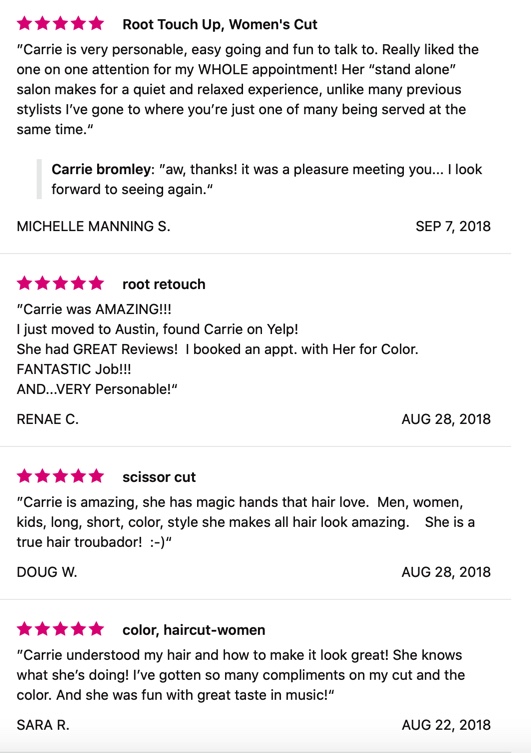 Root Touch Up, Women's Cut
"Carrie is very personable, easy going and fun to talk to. Really liked the
one on one attention for my WHOLE appointment! Her “stand alone”
salon makes for a quiet and relaxed experience, unlike many previous
stylists I’ve gone to where you’re just one of many being served at the
same time."
Carrie bromley: "aw, thanks! it was a pleasure meeting you... I look
forward to seeing again."
MICHELLE MANNING S. SEP 7, 2018
root retouch
"Carrie was AMAZING!!!
I just moved to Austin, found Carrie on Yelp!
She had GREAT Reviews!  I booked an appt. with Her for Color.
FANTASTIC Job!!!
AND...VERY Personable!"
RENAE C. AUG 28, 2018
scissor cut
"Carrie is amazing, she has magic hands that hair love.  Men, women,
kids, long, short, color, style she makes all hair look amazing.    She is a
true hair troubador!  :-)"
DOUG W. AUG 28, 2018
color, haircut-women
"Carrie understood my hair and how to make it look great! She knows
what she’s doing! I’ve gotten so many compliments on my cut and the
color. And she was fun with great taste in music!"
SARA R. AUG 22, 2018